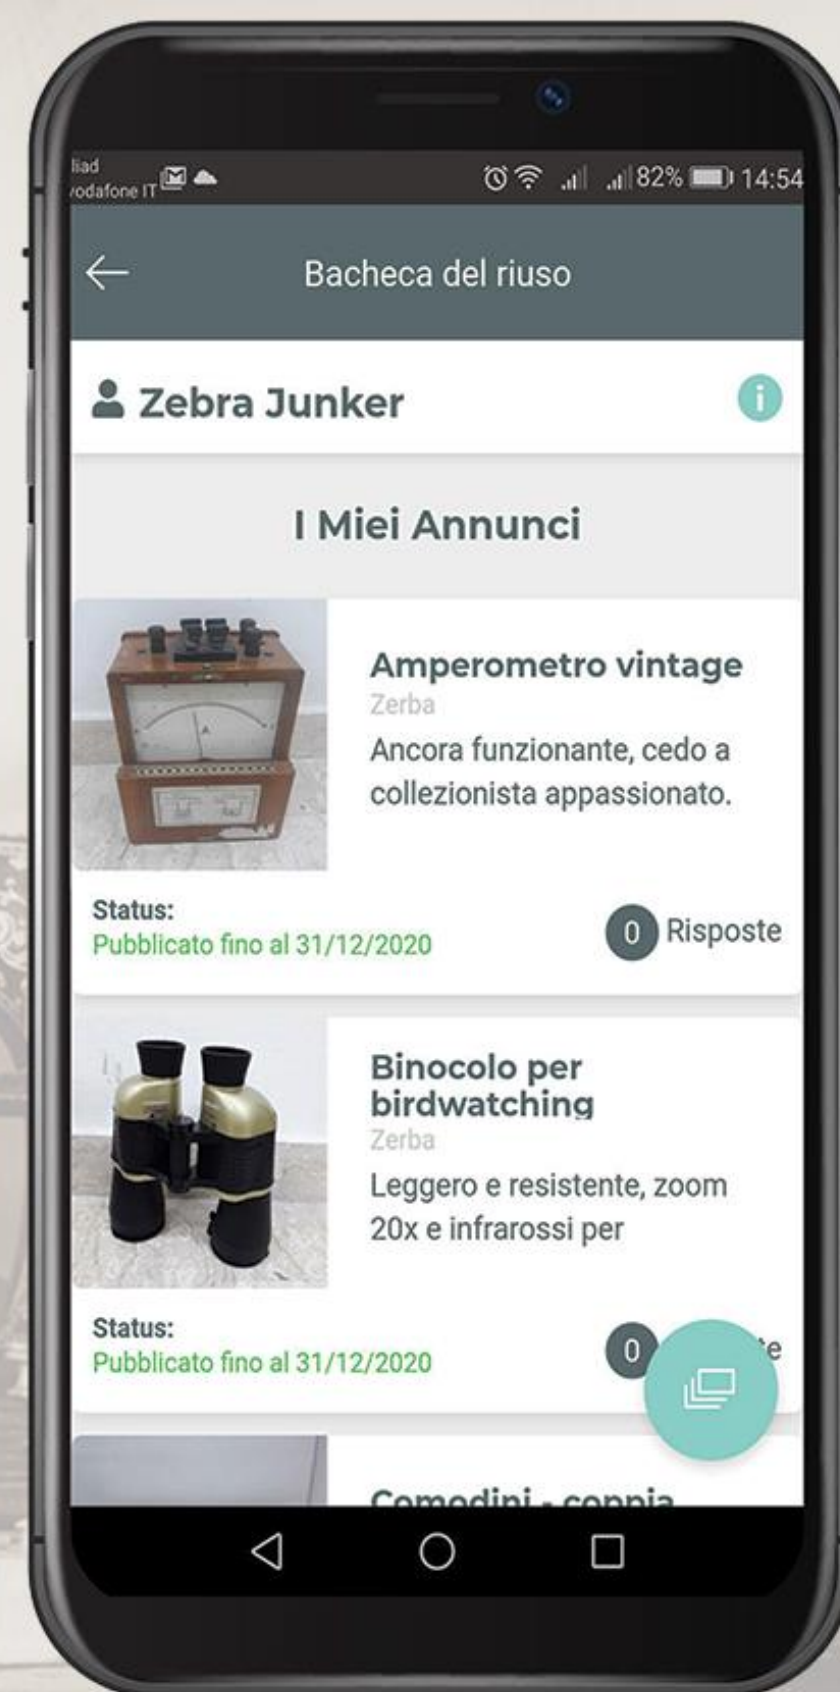 vodafone IT
82% 14:54
Bacheca del riuso
Zebra Junker
i
I Miei Annunci
Amperometro vintage
Zerba
Ancora funzionante, cedo a
collezionista appassionato.
Status:
Pubblicato fino al 31/12/2020
0 Risposte
Binocolo per
birdwatching
Zerba
Leggero e resistente, zoom
20x e infrarossi per
Status:
Pubblicato fino al 31/12/2020
0
Comodini - coppia